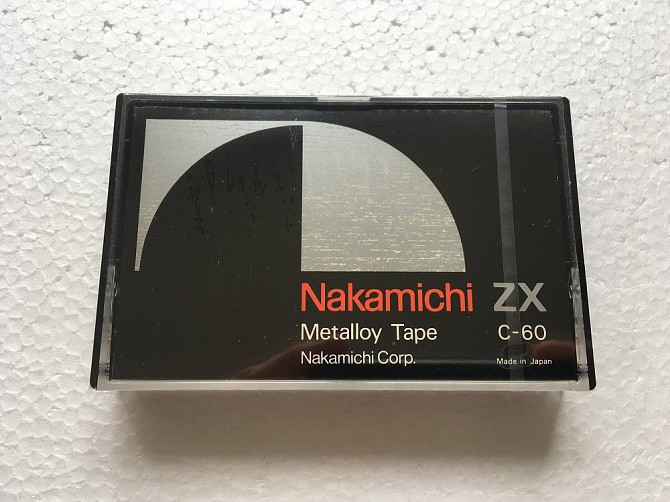 Nakamichi ZX
Metalloy Tape C-60
Nakamichi Corp. Made in Japan